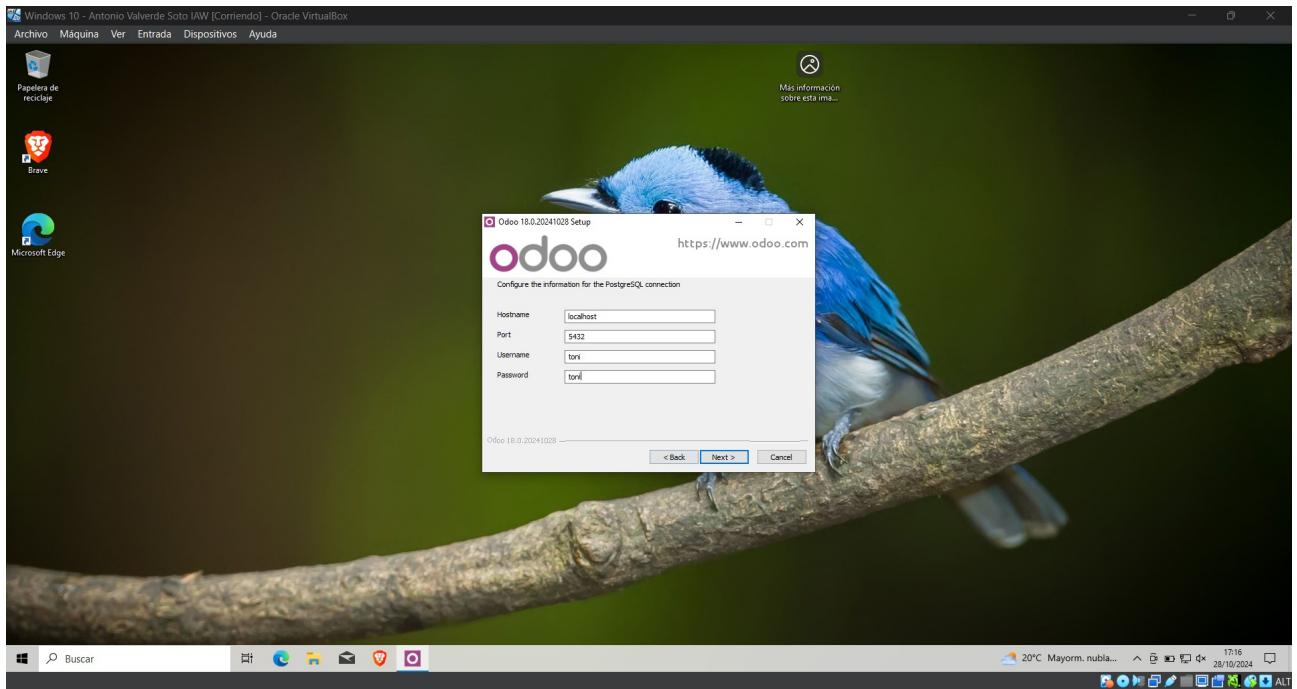 Windows 10 - Antonio Valverde Soto IAW [Corriendo] - Oracle VirtualBox
Archivo Máquina Ver Entrada Dispositivos Ayuda
Papelera de
reciclaje
Más información
sobre esta ima...
Brave
Microsoft Edge
Odoo 18.0.20241028 Setup
odoo
https://www.odoo.com
Configure the information for the PostgreSQL connection
Hostname localhost
Port 5432
Username toni
Password toni
Odoo 18.0.20241028
< Back Next > Cancel
Buscar
20°C Mayorm. nubla...
17:16
28/10/2024
ALT